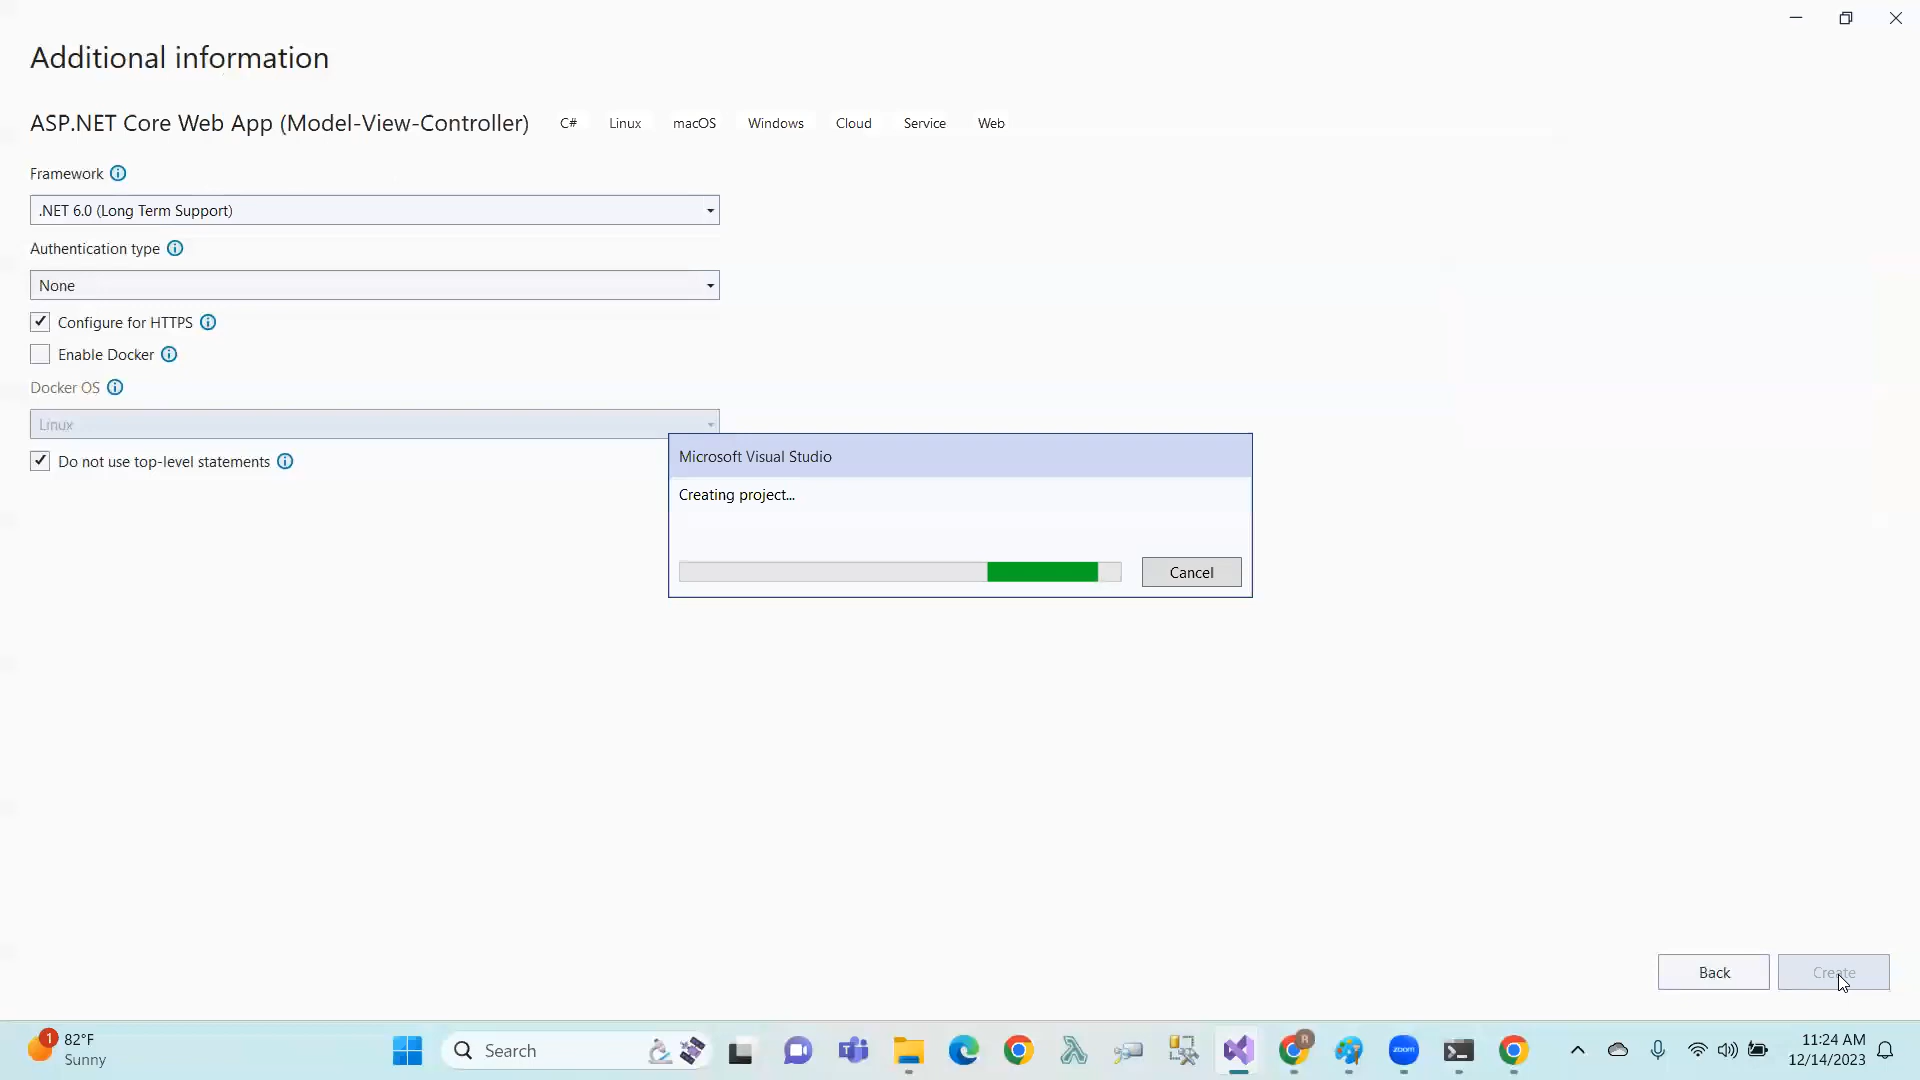 Additional information
ASP.NET Core Web App (Model-View-Controller) C# Linux macOS Windows Cloud Service Web
Framework
.NET 6.0 (Long Term Support)
Authentication type
None
Configure for HTTPS
Enable Docker
Docker OS
Linux
Do not use top-level statements
Microsoft Visual Studio
Creating project...
Cancel
Back Create
1 82°F
Sunny
Search
R
zoom
11:24 AM
12/14/2023